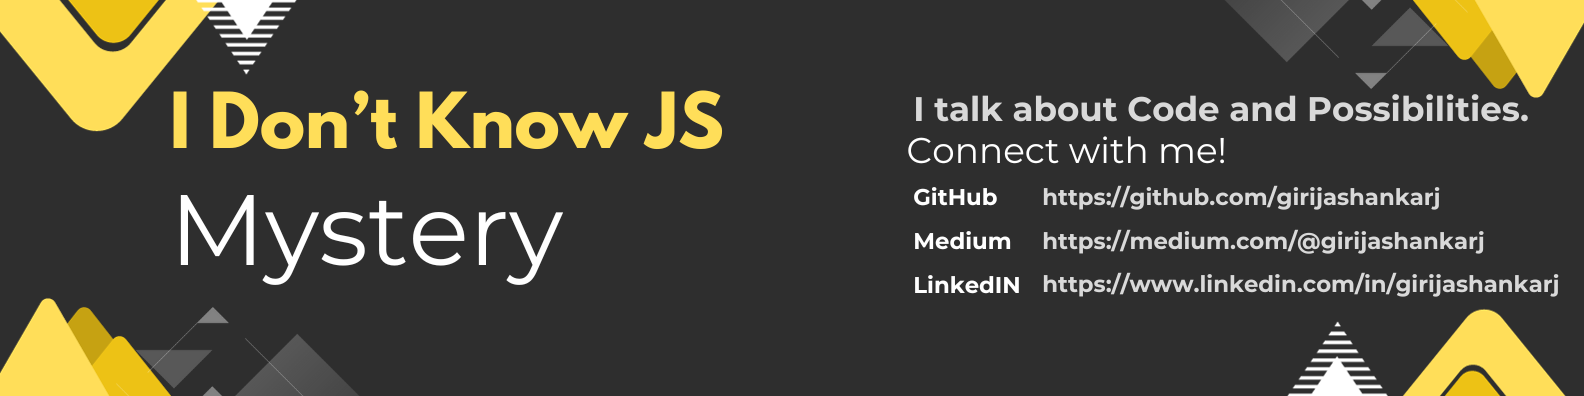 I Don’t Know JS
Mystery
I talk about Code and Possibilities.
Connect with me!
GitHub https://github.com/girijashankarj
Medium https://medium.com/@girijashankarj
LinkedIN https://www.linkedin.com/in/girijashankarj